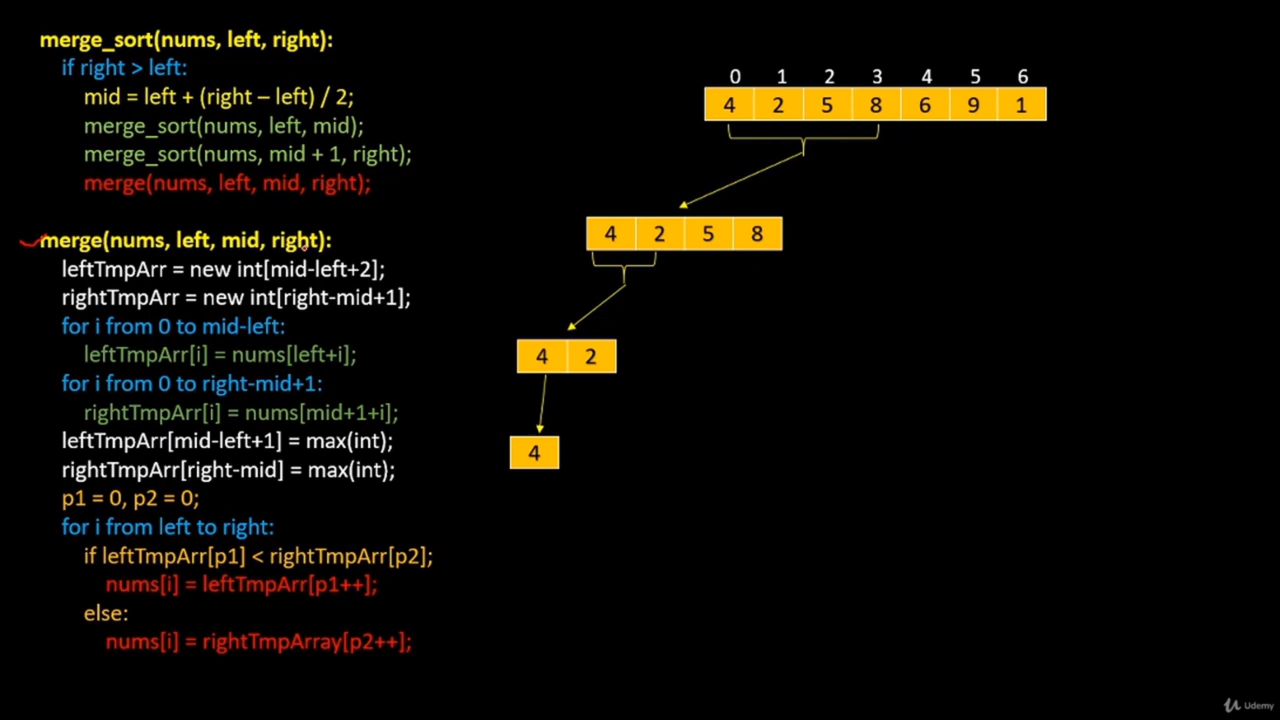 merge_sort(nums, left, right):
if right > left:
mid = left + (right – left) / 2;
merge_sort(nums, left, mid);
merge_sort(nums, mid + 1, right);
merge(nums, left, mid, right);
merge(nums, left, mid, right):
leftTmpArr = new int[mid-left+2];
rightTmpArr = new int[right-mid+1];
for i from 0 to mid-left:
leftTmpArr[i] = nums[left+i];
for i from 0 to right-mid+1:
rightTmpArr[i] = nums[mid+1+i];
leftTmpArr[mid-left+1] = max(int);
rightTmpArr[right-mid] = max(int);
p1 = 0, p2 = 0;
for i from left to right:
if leftTmpArr[p1] < rightTmpArr[p2];
nums[i] = leftTmpArr[p1++];
else:
nums[i] = rightTmpArray[p2++];
0 1 2 3 4 5 6
4 2 5 8 6 9 1
4 2 5 8
4 2
4
Udemy